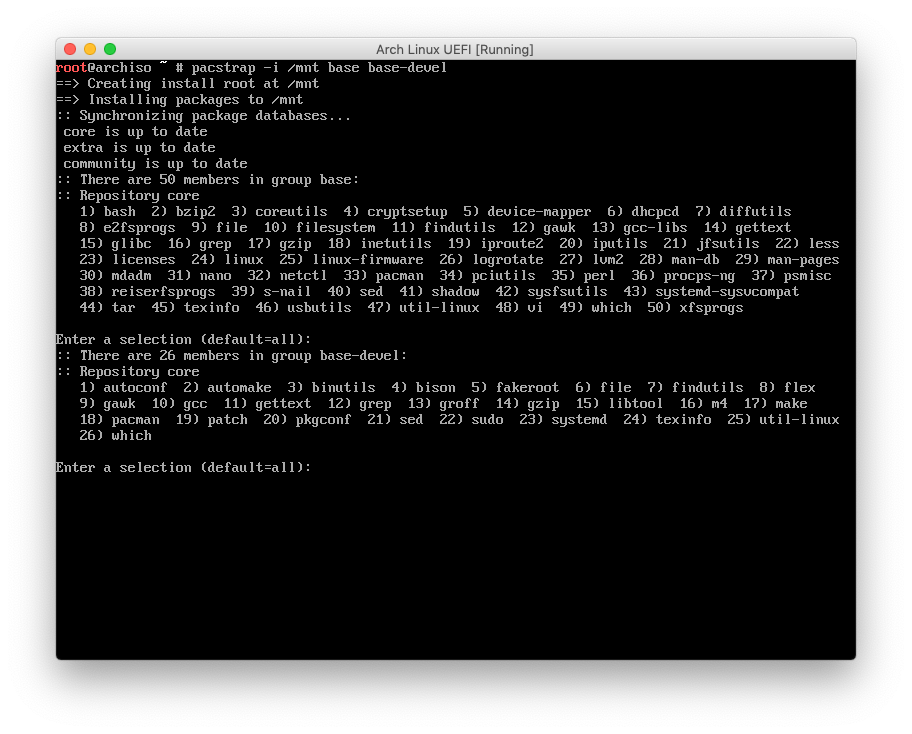 Arch Linux UEFI [Running]
root@archiso ~ # pacstrap -i /mnt base base-devel
==> Creating install root at /mnt
==> Installing packages to /mnt
:: Synchronizing package databases...
 core is up to date
 extra is up to date
 community is up to date
:: There are 50 members in group base:
:: Repository core
   1) bash  2) bzip2  3) coreutils  4) cryptsetup  5) device-mapper  6) dhcpcd  7) diffutils
   8) e2fsprogs  9) file  10) filesystem  11) findutils  12) gawk  13) gcc-libs  14) gettext
   15) glibc  16) grep  17) gzip  18) inetutils  19) iproute2  20) iputils  21) jfsutils  22) less
   23) licenses  24) linux  25) linux-firmware  26) logrotate  27) lvm2  28) man-db  29) man-pages
   30) mdadm  31) nano  32) netctl  33) pacman  34) pciutils  35) perl  36) procps-ng  37) psmisc
   38) reiserfsprogs  39) s-nail  40) sed  41) shadow  42) sysfsutils  43) systemd-sysvcompat
   44) tar  45) texinfo  46) usbutils  47) util-linux  48) vi  49) which  50) xfsprogs
Enter a selection (default=all):
:: There are 26 members in group base-devel:
:: Repository core
   1) autoconf  2) automake  3) binutils  4) bison  5) fakeroot  6) file  7) findutils  8) flex
   9) gawk  10) gcc  11) gettext  12) grep  13) groff  14) gzip  15) libtool  16) m4  17) make
   18) pacman  19) patch  20) pkgconf  21) sed  22) sudo  23) systemd  24) texinfo  25) util-linux
   26) which
Enter a selection (default=all):